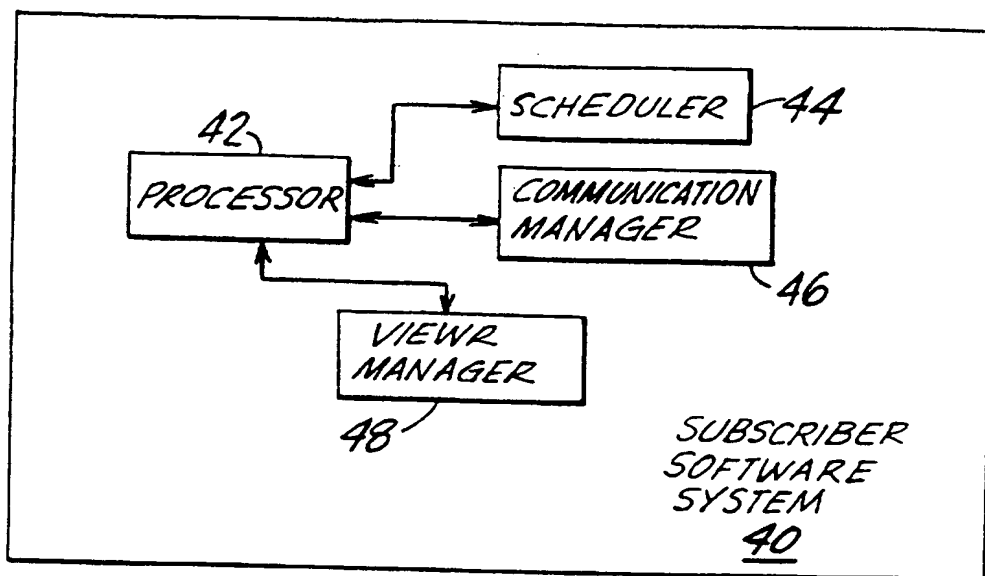 SCHEDULER
44
42
PROCESSOR
COMMUNICATION
MANAGER
46
VIEWR
MANAGER
48
SUBSCRIBER
SOFTWARE
SYSTEM
40